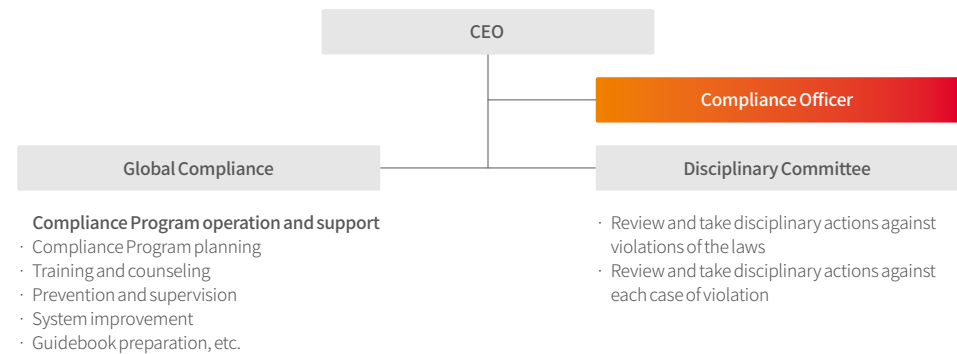 CEO
Compliance Officer
Global Compliance
Disciplinary Committee
Compliance Program operation and support
· Compliance Program planning
· Training and counseling
· Prevention and supervision
· System improvement
· Guidebook preparation, etc.
· Review and take disciplinary actions against
violations of the laws
· Review and take disciplinary actions against
each case of violation